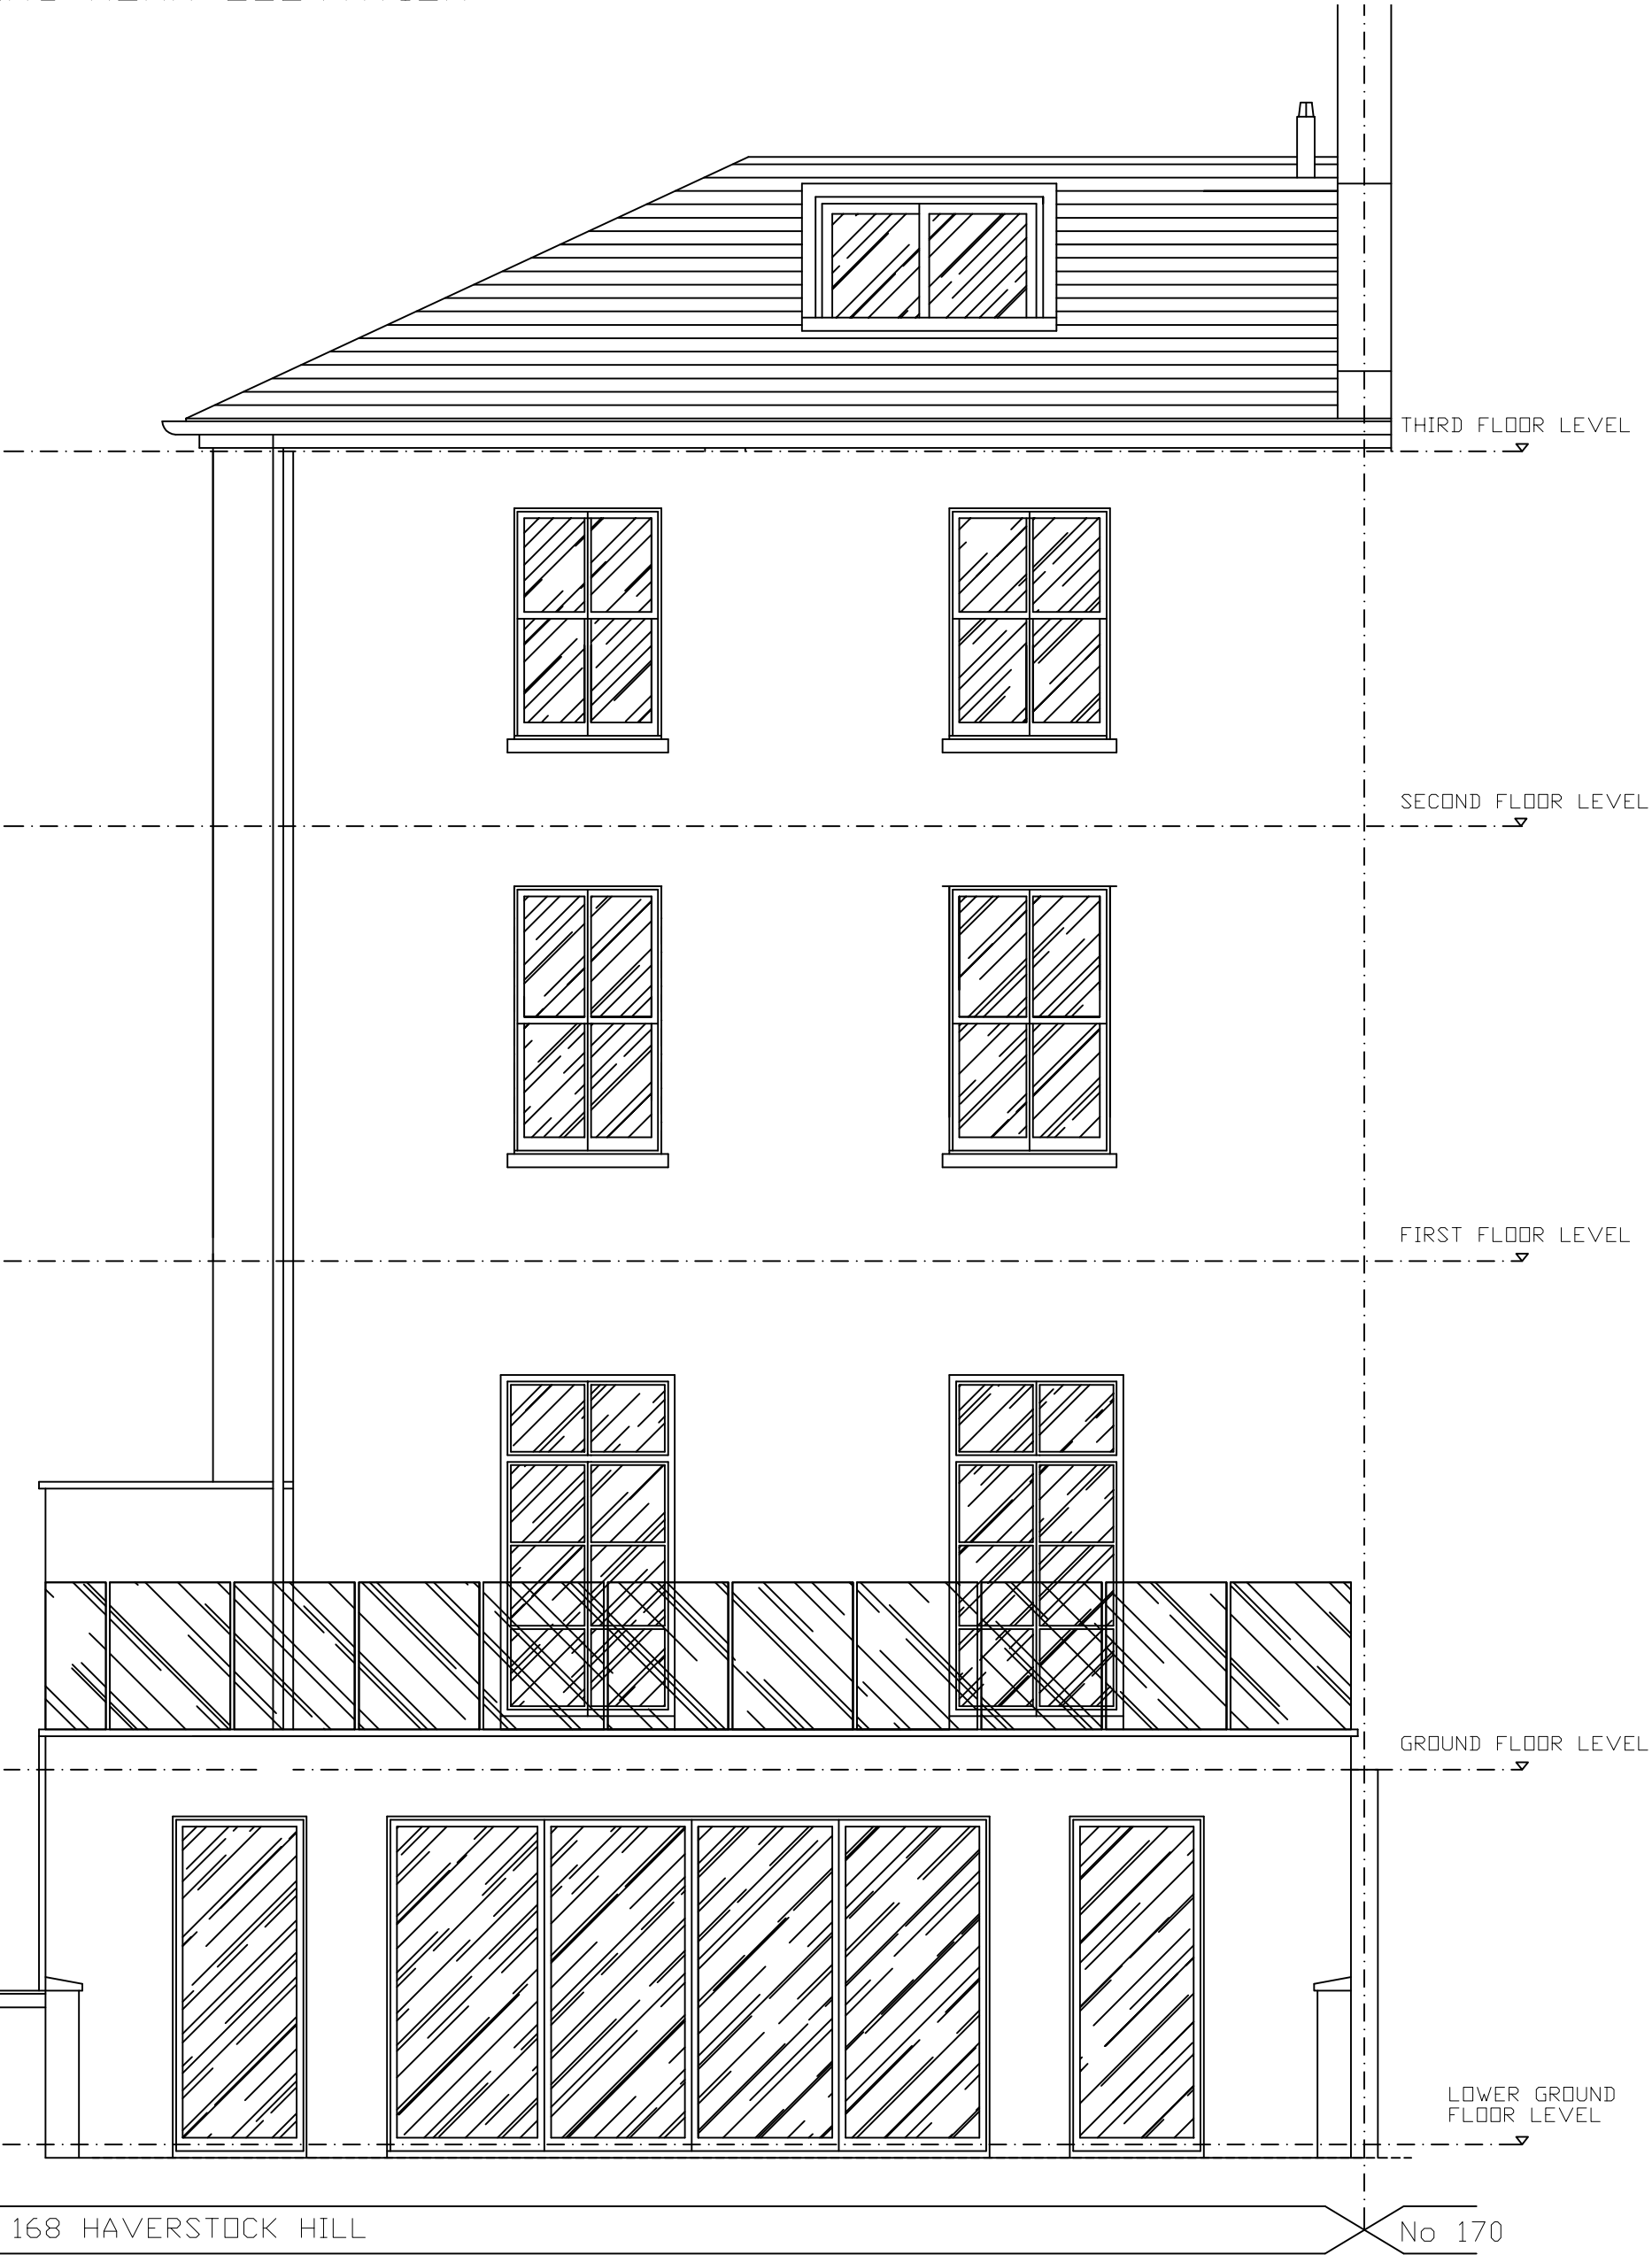 THIRD FLOOR LEVEL
SECOND FLOOR LEVEL
FIRST FLOOR LEVEL
GROUND FLOOR LEVEL
LOWER GROUND
FLOOR LEVEL
168 HAVERSTOCK HILL
No 170